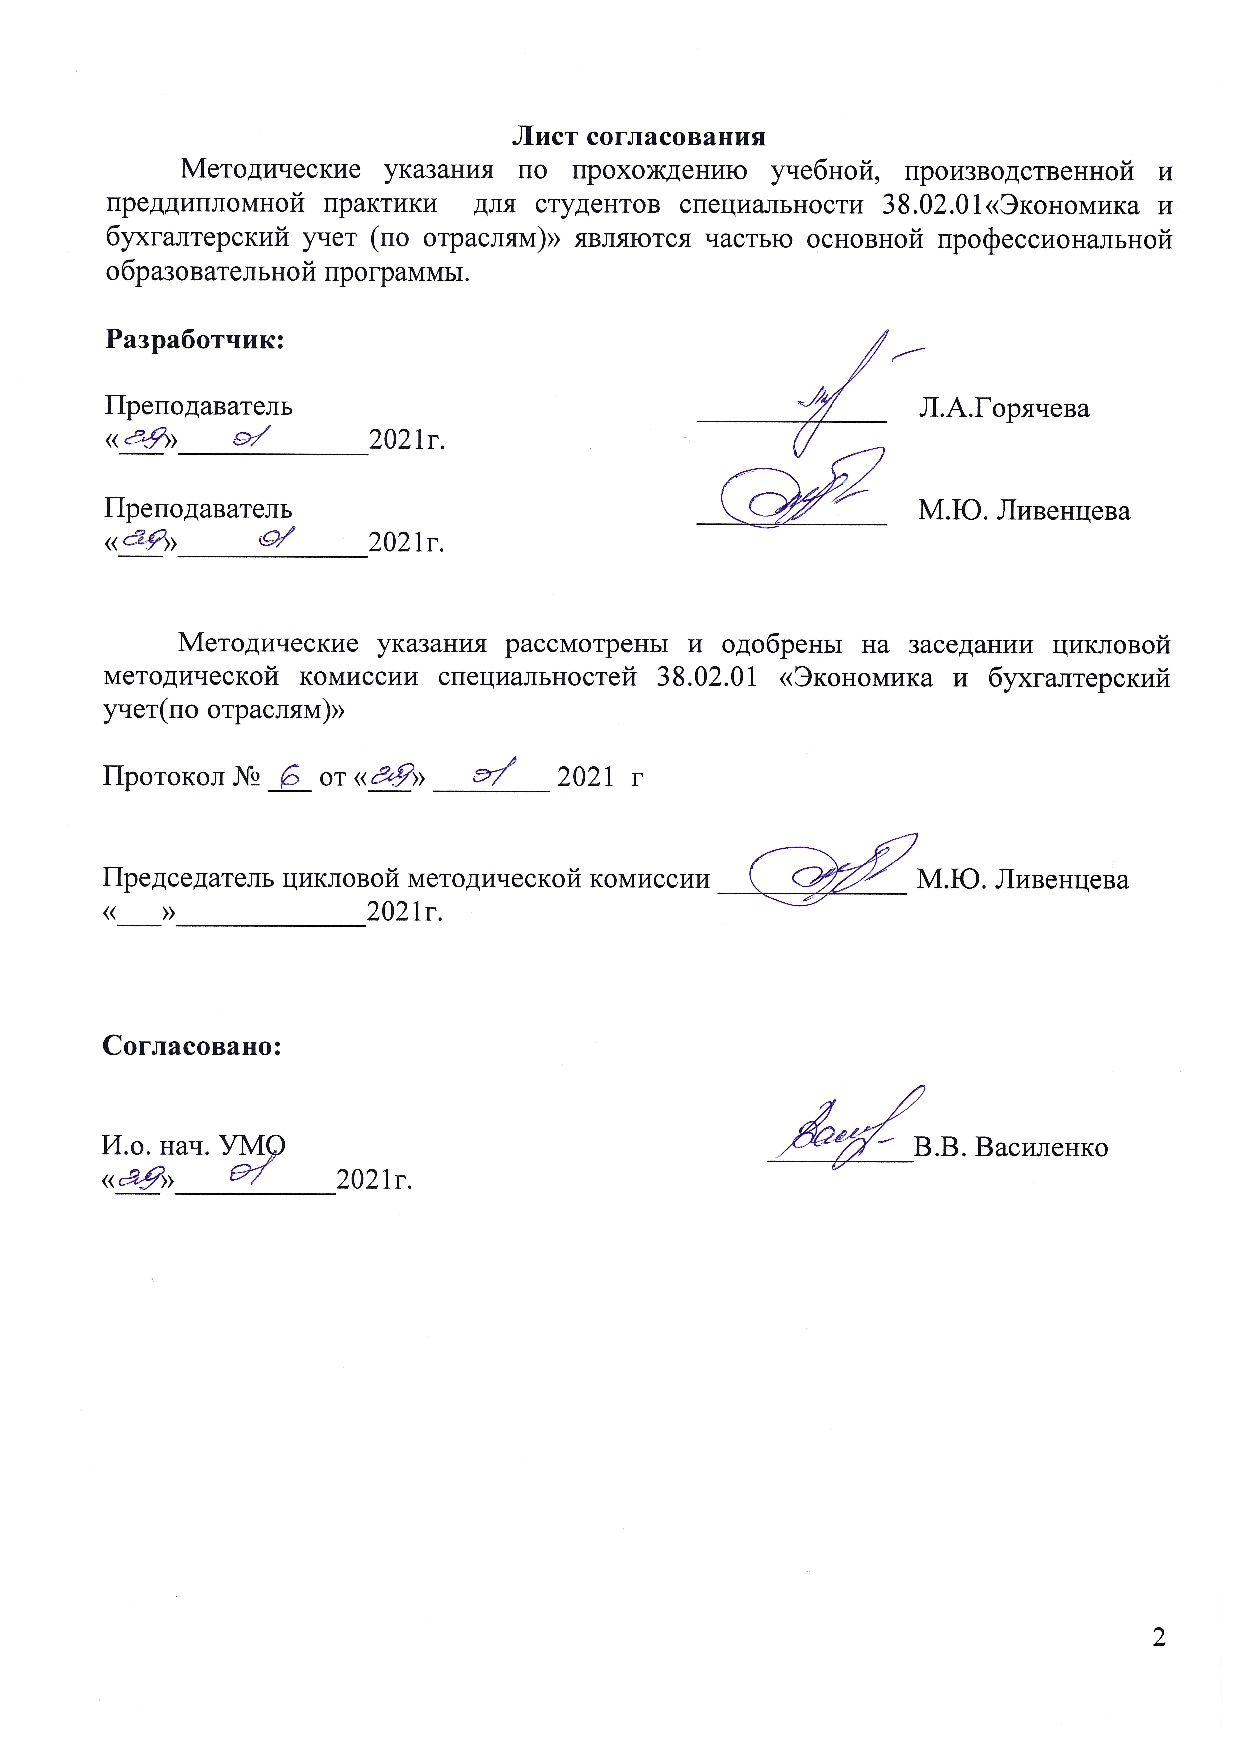 Лист согласования
Методические указания по прохождению учебной, производственной и
преддипломной практики для студентов специальности 38.02.01«Экономика и
бухгалтерский учет (по отраслям)» являются частью основной профессиональной
образовательной программы.
Разработчик:
Преподаватель _____________ Л.А.Горячева
«29» 01 2021г.
Преподаватель _____________ М.Ю. Ливенцева
«29» 01 2021г.
Методические указания рассмотрены и одобрены на заседании цикловой
методической комиссии специальностей 38.02.01 «Экономика и бухгалтерский
учет(по отраслям)»
Протокол № 6 от «29» 01 2021 г
Председатель цикловой методической комиссии _____________ М.Ю. Ливенцева
«___»_____________2021г.
Согласовано:
И.о. нач. УМО __________В.В. Василенко
«29» 01 2021г.
2